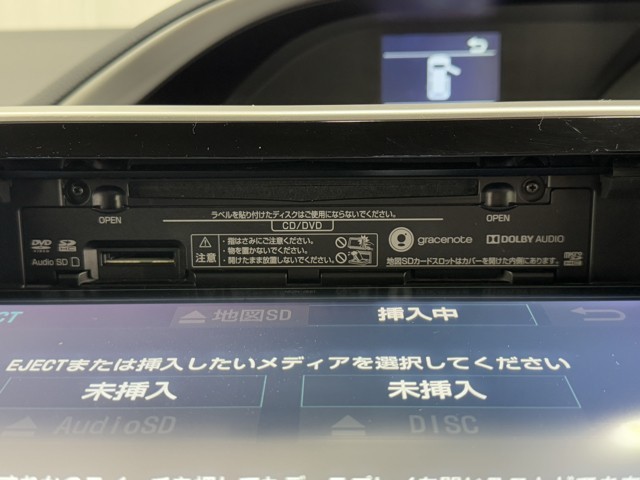 ラベルを貼り付けたディスクはご使用にならないでください。
OPEN
OPEN
CD/DVD
DVD
SD
Audio SD
注意
・指はさみにご注意ください。
・物を置かないでください。
・開けたまま放置しないでください。
gracenote
DOLBY AUDIO
地図SDカードスロットはカバーを開けた内側にあります。
地図SD
挿入中
EJECTまたは挿入したいメディアを選択してください
未挿入
未挿入
AudioSD
DISC